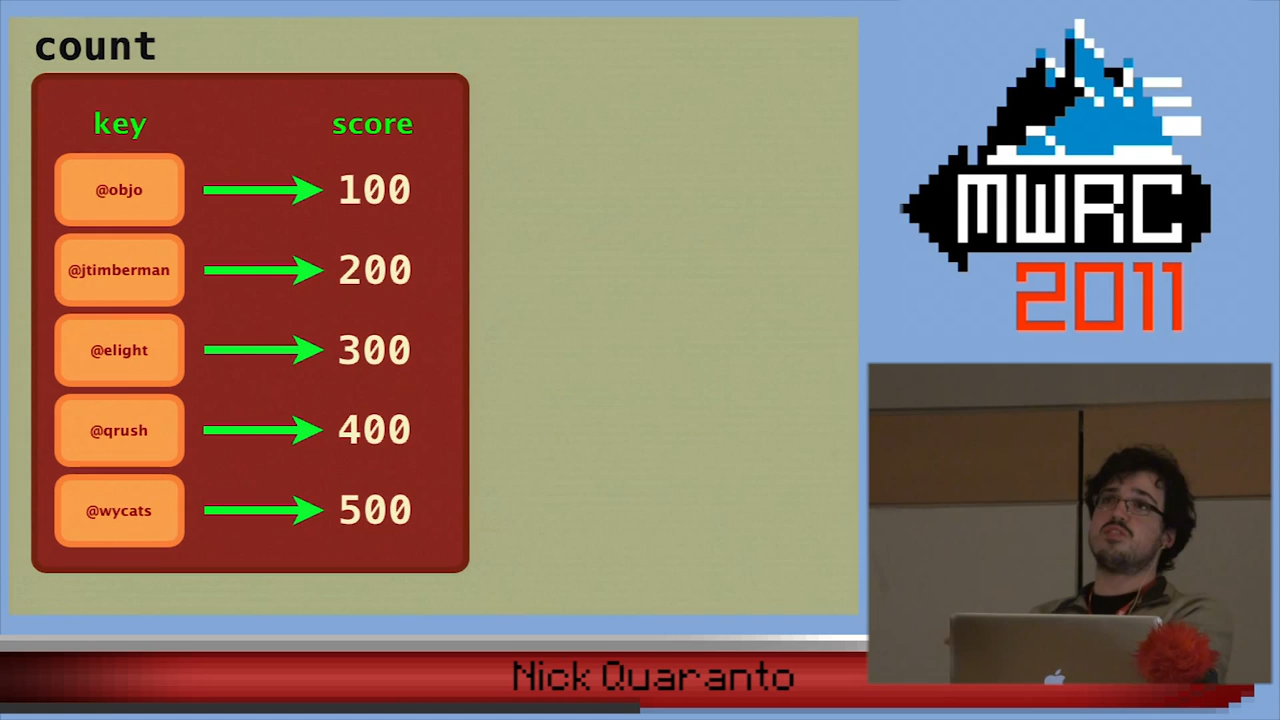 count
key score
@objo 100
@jtimberman 200
@elight 300
@qrush 400
@wycats 500
MWRC
2011
Nick Quaranto